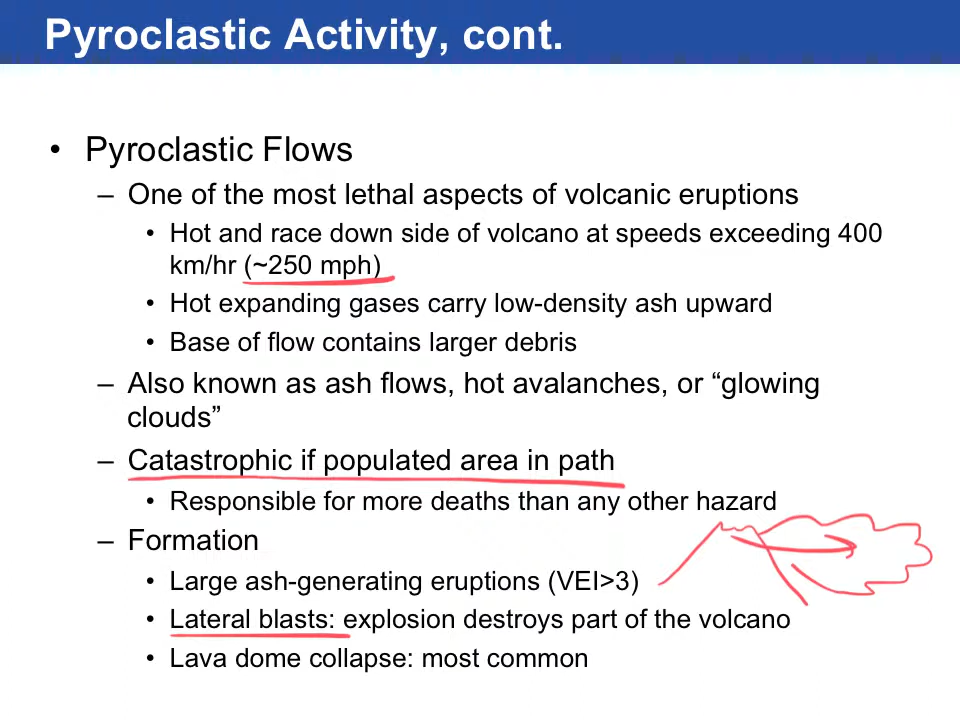 Pyroclastic Activity, cont.
• Pyroclastic Flows
– One of the most lethal aspects of volcanic eruptions
• Hot and race down side of volcano at speeds exceeding 400
km/hr (~250 mph)
• Hot expanding gases carry low-density ash upward
• Base of flow contains larger debris
– Also known as ash flows, hot avalanches, or “glowing
clouds”
– Catastrophic if populated area in path
• Responsible for more deaths than any other hazard
– Formation
• Large ash-generating eruptions (VEI>3)
• Lateral blasts: explosion destroys part of the volcano
• Lava dome collapse: most common